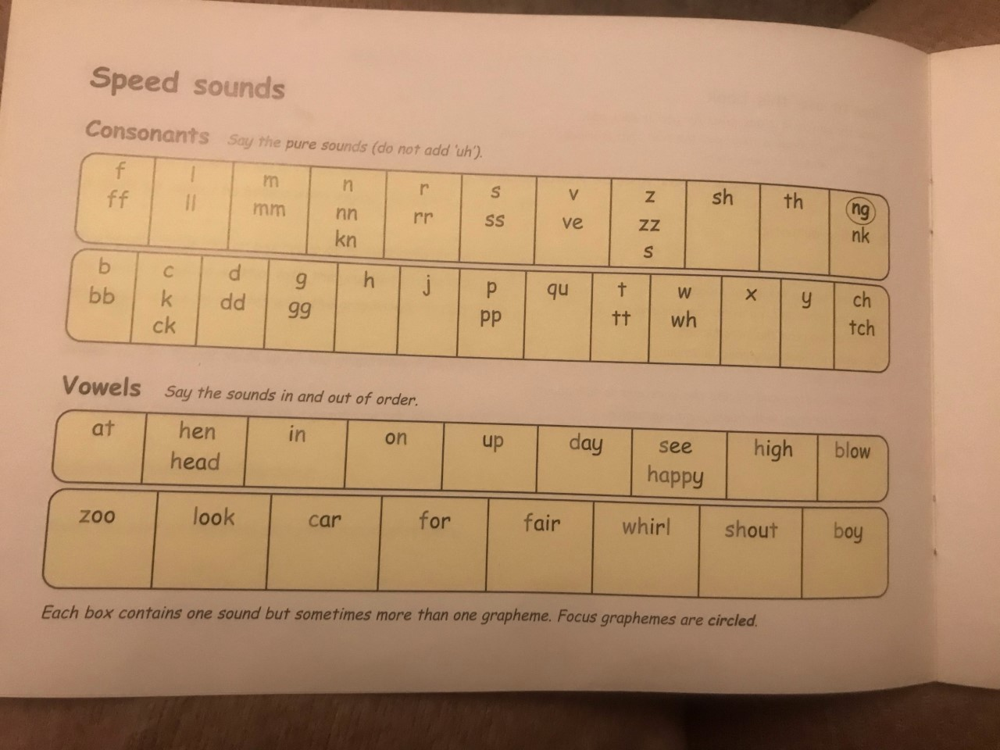 Speed sounds
Consonants Say the pure sounds (do not add 'uh').
f l m n r s v z sh th ng
ff ll mm nn rr ss ve zz nk
kn s
b c d g h j p qu t w x y ch
bb k dd gg pp tt wh tch
ck
Vowels Say the sounds in and out of order.
at hen in on up day see high blow
head happy
zoo look car for fair whirl shout boy
Each box contains one sound but sometimes more than one grapheme. Focus graphemes are circled.